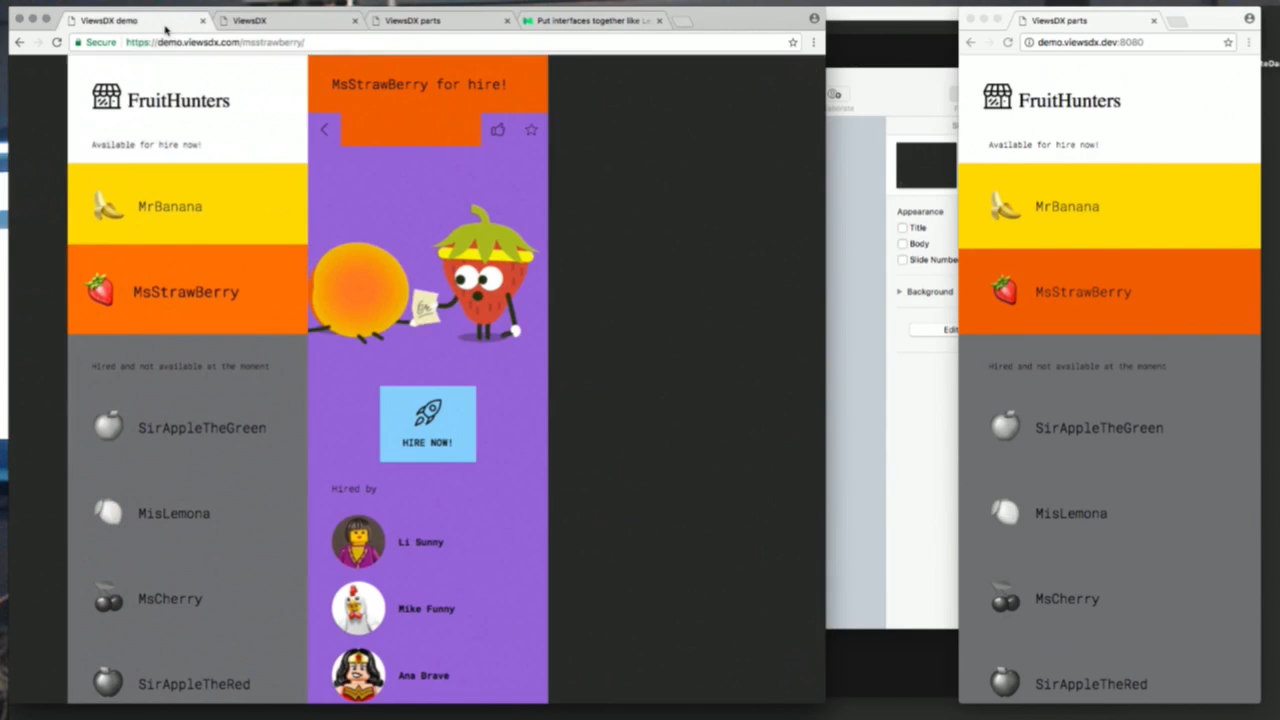 ViewsDX demo
ViewsDX
ViewsDX parts
Put interfaces together like Le
Secure
https://demo.viewsdx.com/msstrawberry/
FruitHunters
Available for hire now!
MrBanana
MsStrawBerry
Hired and not available at the moment
SirAppleTheGreen
MisLemona
MsCherry
SirAppleTheRed
MsStrawBerry for hire!
HIRE NOW!
Hired by
Li Sunny
Mike Funny
Ana Brave
Appearance
Title
Body
Slide Numbe
Background
Edit
ViewsDX parts
demo.viewsdx.dev:8080
FruitHunters
Available for hire now!
MrBanana
MsStrawBerry
Hired and not available at the moment
SirAppleTheGreen
MisLemona
MsCherry
SirAppleTheRed